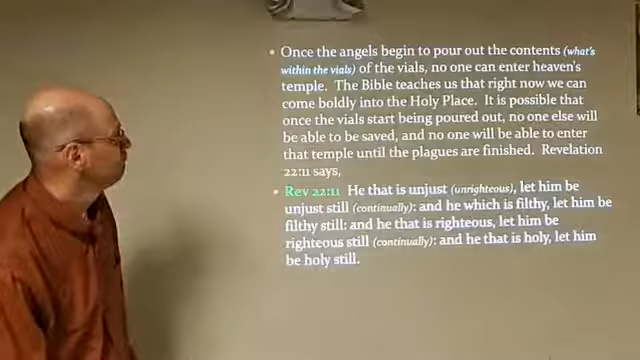 • Once the angels begin to pour out the contents (what's
within the vials) of the vials, no one can enter heaven's
temple. The Bible teaches us that right now we can
come boldly into the Holy Place. It is possible that
once the vials start being poured out, no one else will
be able to be saved, and no one will be able to enter
that temple until the plagues are finished. Revelation
22:11 says,
• Rev 22:11 He that is unjust (unrighteous), let him be
unjust still (continually): and he which is filthy, let him be
filthy still: and he that is righteous, let him be
righteous still (continually): and he that is holy, let him
be holy still.